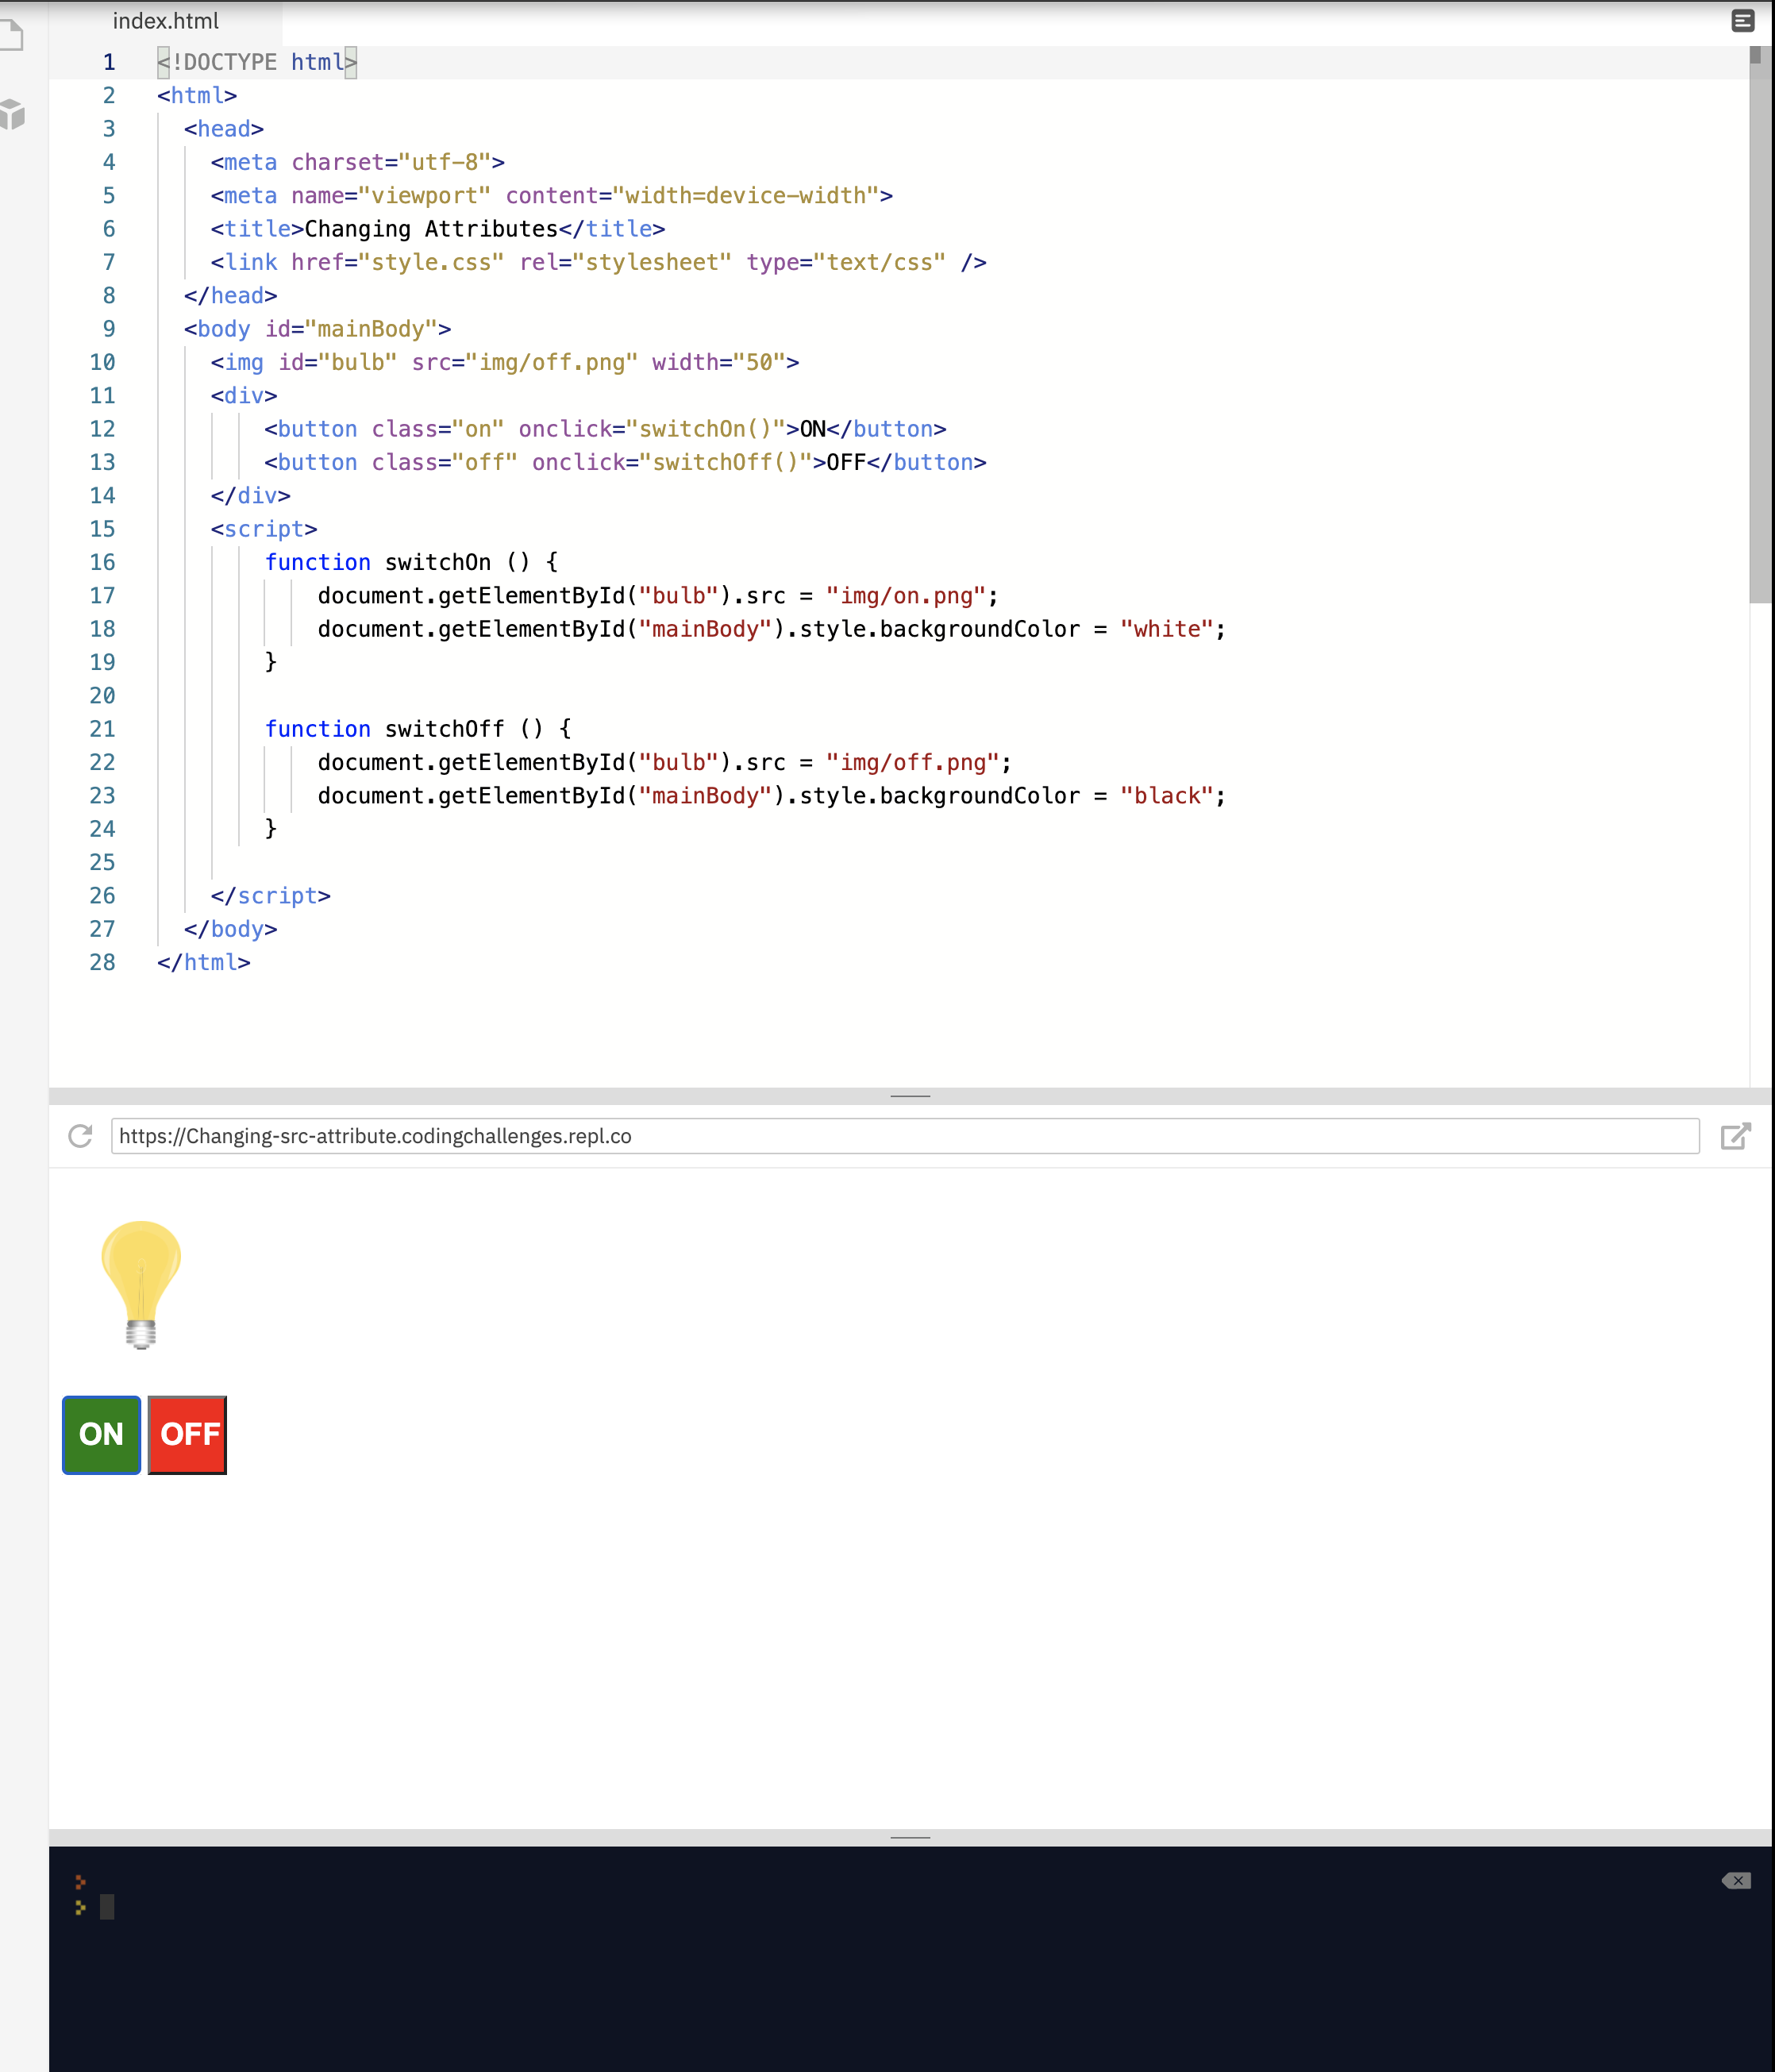 index.html
1 <!DOCTYPE html>
2 <html>
3 <head>
4 <meta charset="utf-8">
5 <meta name="viewport" content="width=device-width">
6 <title>Changing Attributes</title>
7 <link href="style.css" rel="stylesheet" type="text/css" />
8 </head>
9 <body id="mainBody">
10 <img id="bulb" src="img/off.png" width="50">
11 <div>
12 <button class="on" onclick="switchOn()">ON</button>
13 <button class="off" onclick="switchOff()">OFF</button>
14 </div>
15 <script>
16 function switchOn () {
17 document.getElementById("bulb").src = "img/on.png";
18 document.getElementById("mainBody").style.backgroundColor = "white";
19 }
20
21 function switchOff () {
22 document.getElementById("bulb").src = "img/off.png";
23 document.getElementById("mainBody").style.backgroundColor = "black";
24 }
25
26 </script>
27 </body>
28 </html>
https://Changing-src-attribute.codingchallenges.repl.co
ON OFF